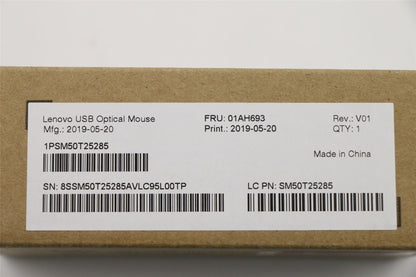 Lenovo USB Optical Mouse FRU: 01AH693 Rev.: V01
Mfg.: 2019-05-20 Print.: 2019-05-20 QTY: 1
1PSM50T25285 Made in China
SN: 8SSM50T25285AVLC95L00TP LC PN: SM50T25285